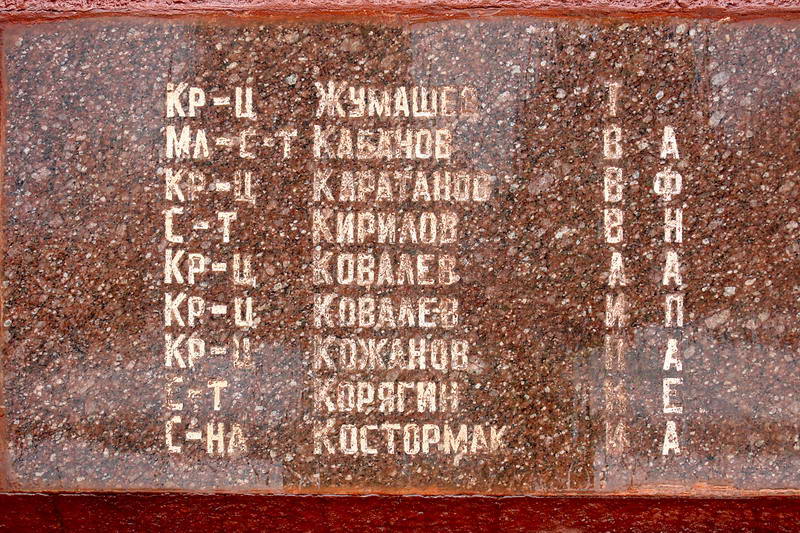 Кр-ц Жумашев Т
Мл-с-т Кабанов В А
Кр-ц Каратанов В Ф
С-т Кирилов В Н
Кр-ц Ковалев А А
Кр-ц Ковалев И П
Кр-ц Кожанов П А
С-т Корягин Е
С-на Костормак И А